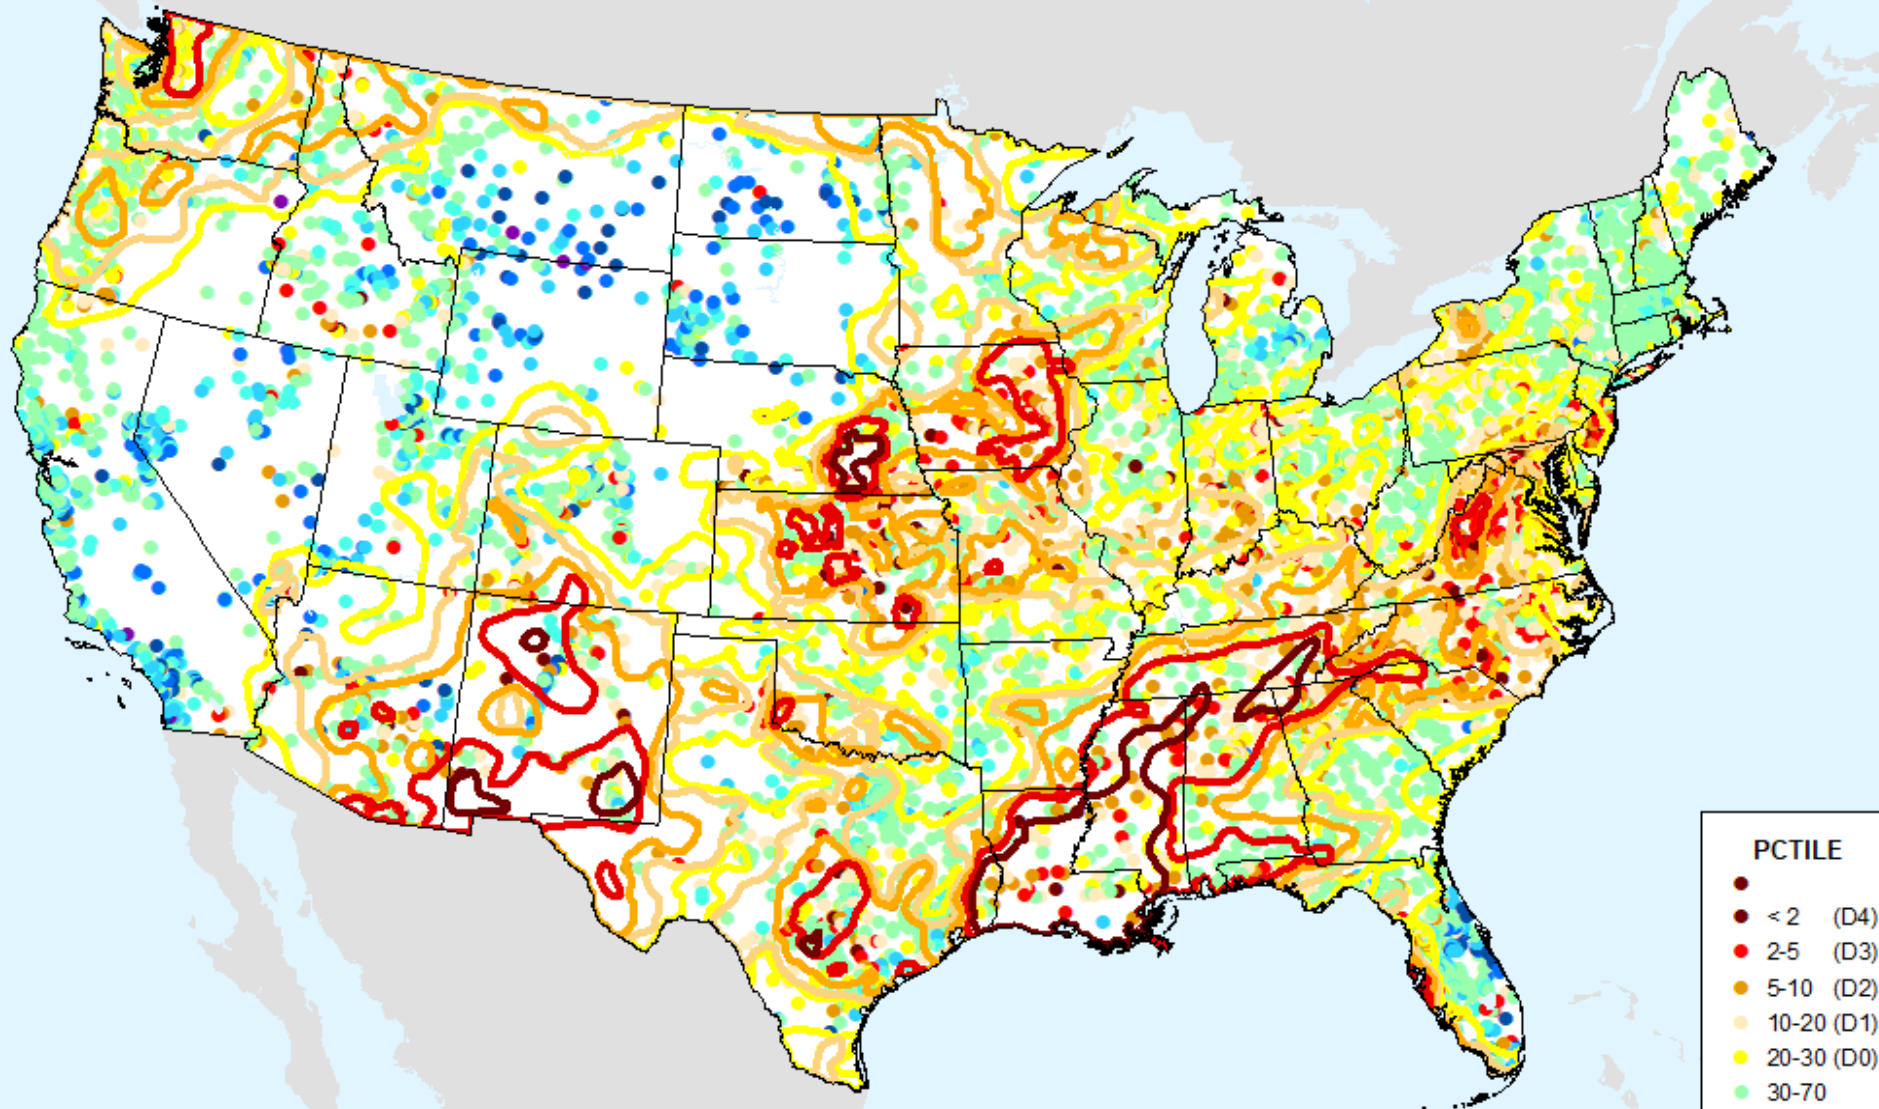 PCTILE
< 2 (D4)
2-5 (D3)
5-10 (D2)
10-20 (D1)
20-30 (D0)
30-70